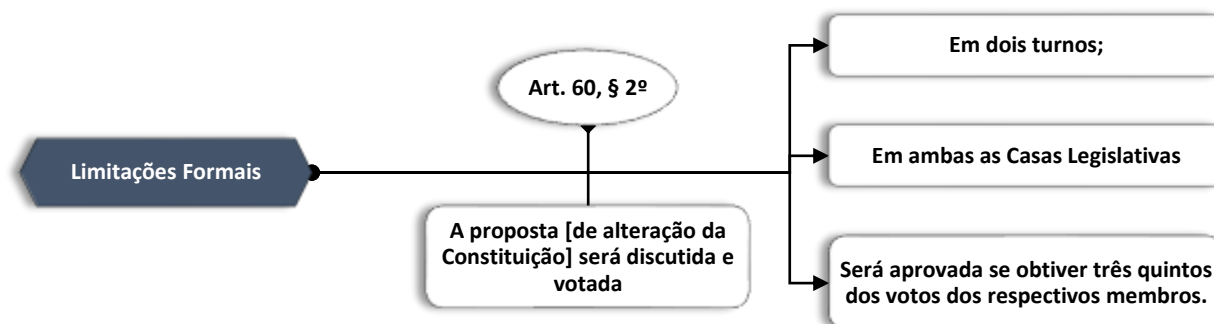 Limitações Formais
Art. 60, § 2º
A proposta [de alteração da
Constituição] será discutida e
votada
Em dois turnos;
Em ambas as Casas Legislativas
Será aprovada se obtiver três quintos
dos votos dos respectivos membros.